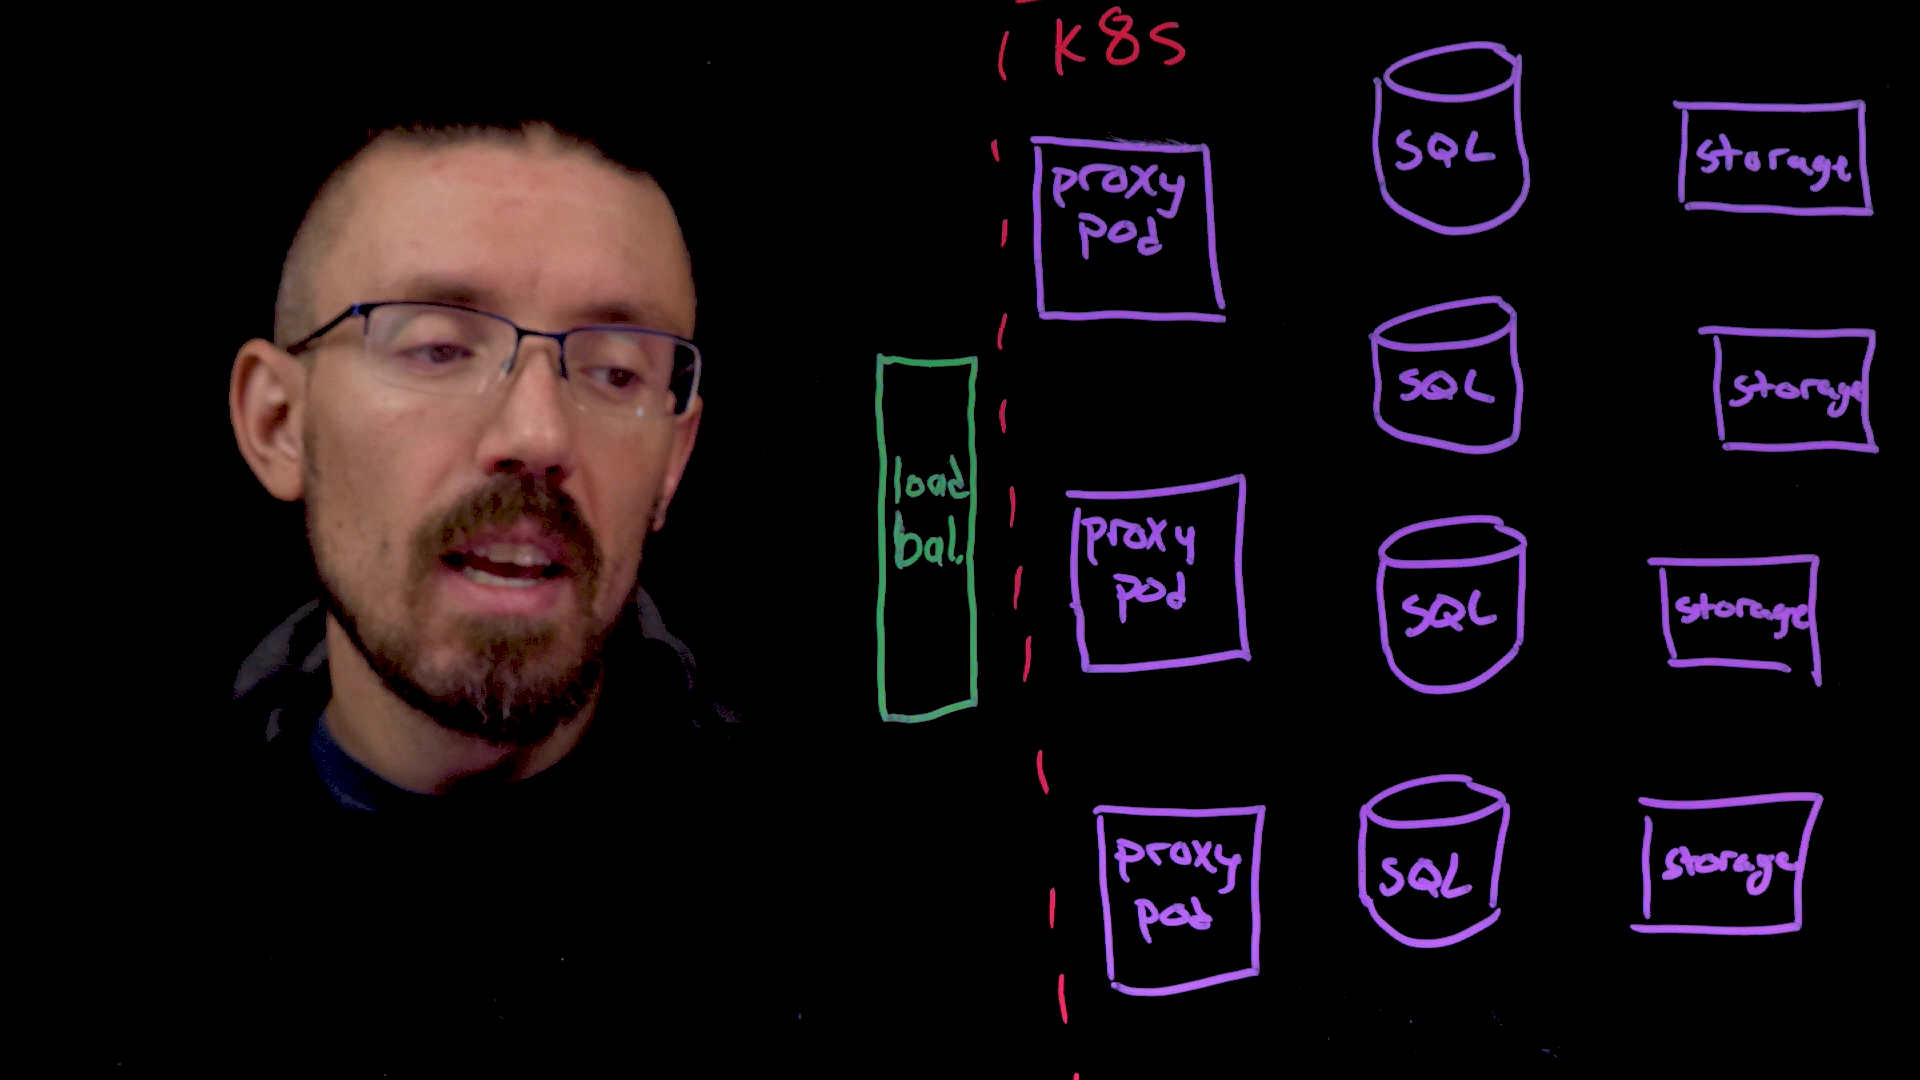 k8s
proxy
pod
SQL
storage
SQL
storage
load
bal.
proxy
pod
SQL
storage
proxy
pod
SQL
storage